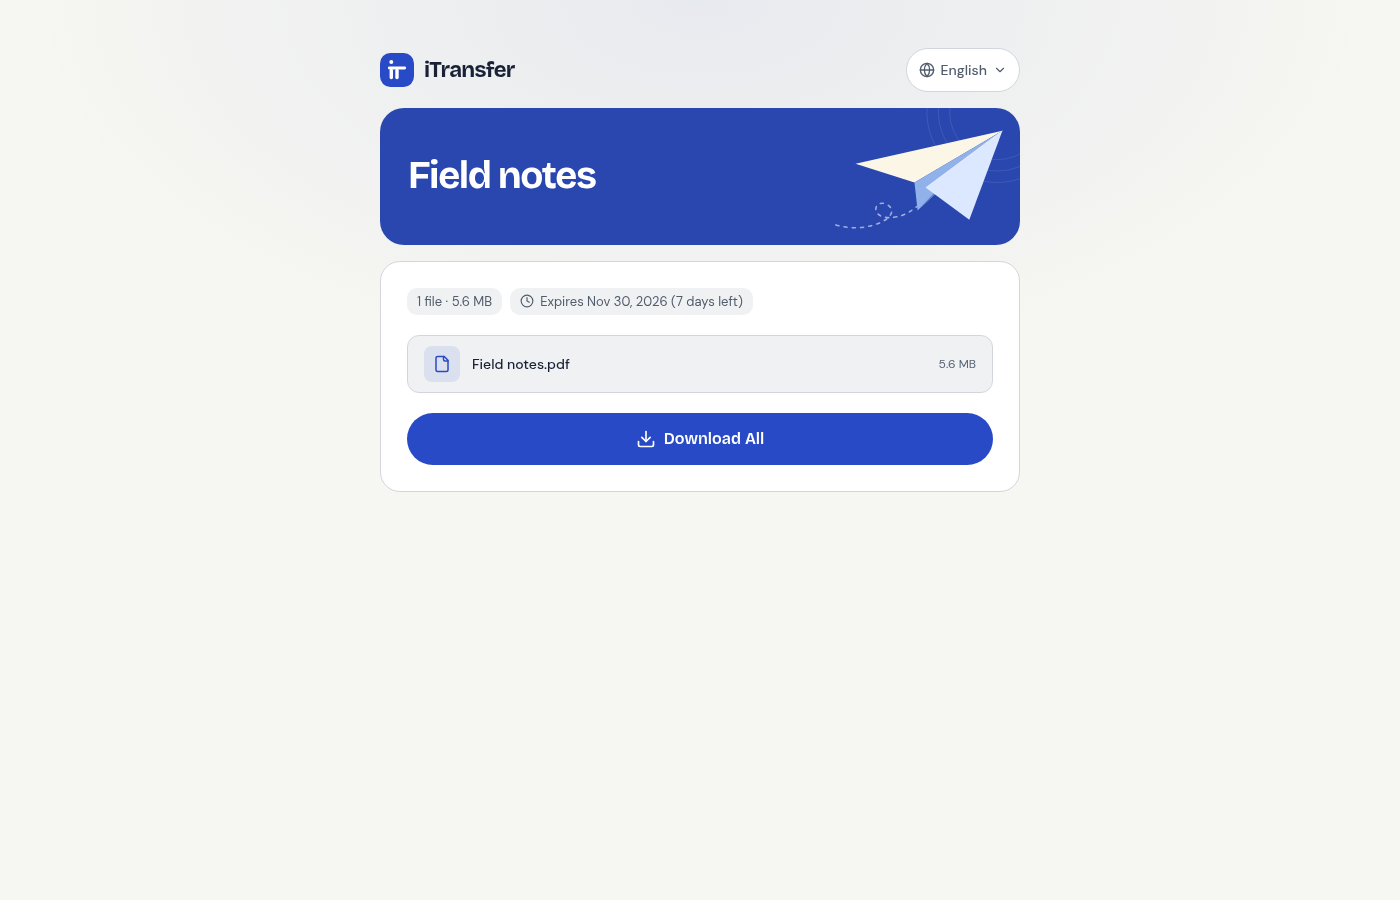 iTransfer
English
Field notes
1 file · 5.6 MB
Expires Nov 30, 2026 (7 days left)
Field notes.pdf
5.6 MB
Download All